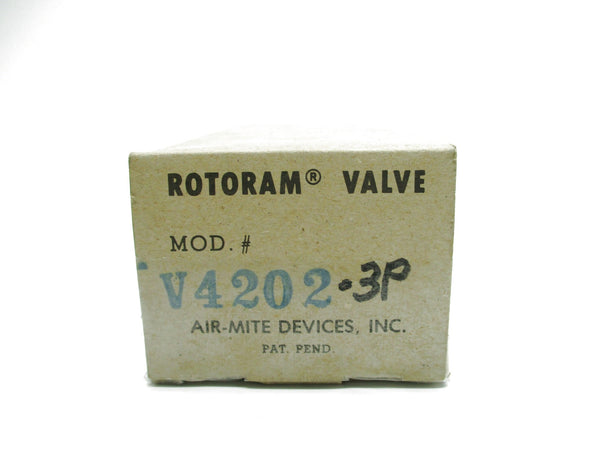 ROTORAM® VALVE
MOD. #
V4202.3P
AIR-MITE DEVICES, INC.
PAT. PEND.